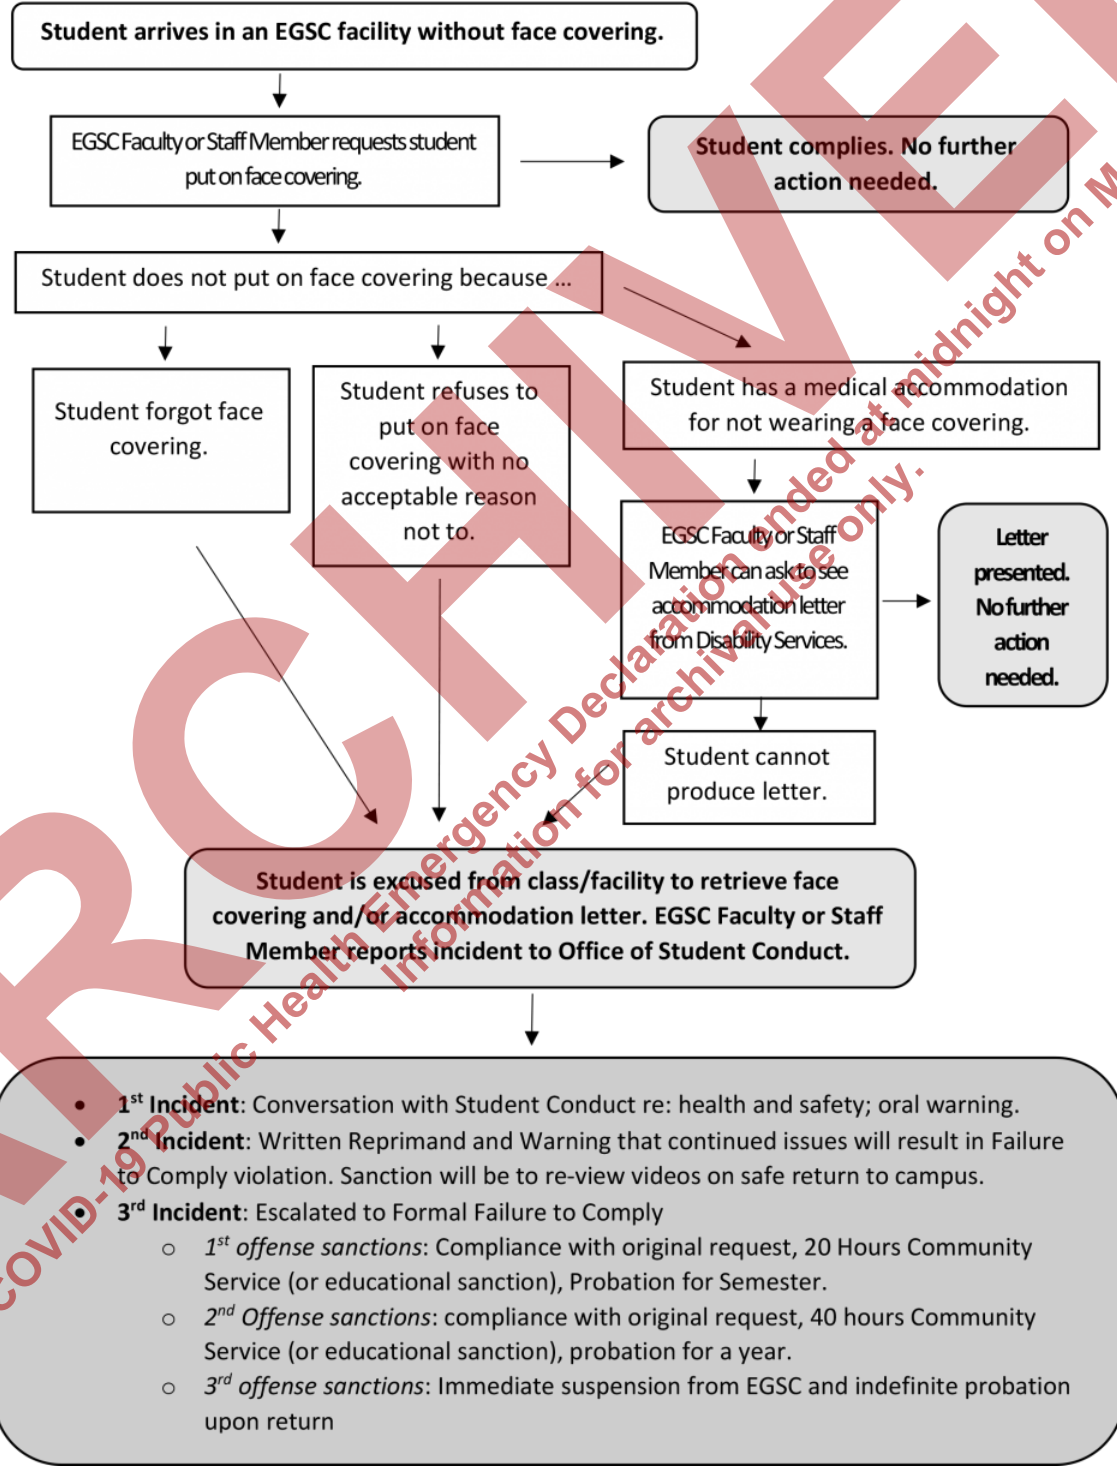 Student arrives in an EGSC facility without face covering.
EGSC Faculty or Staff Member requests student
put on face covering.
Student complies. No further
action needed.
Student does not put on face covering because ...
Student forgot face
covering.
Student refuses to
put on face
covering with no
acceptable reason
not to.
Student has a medical accommodation
for not wearing a face covering.
EGSC Faculty or Staff
Member can ask to see
accommodation letter
from Disability Services.
Letter
presented.
No further
action
needed.
Student cannot
produce letter.
Student is excused from class/facility to retrieve face
covering and/or accommodation letter. EGSC Faculty or Staff
Member reports incident to Office of Student Conduct.
• 1st Incident: Conversation with Student Conduct re: health and safety; oral warning.
• 2nd Incident: Written Reprimand and Warning that continued issues will result in Failure
to Comply violation. Sanction will be to re-view videos on safe return to campus.
• 3rd Incident: Escalated to Formal Failure to Comply
o 1st offense sanctions: Compliance with original request, 20 Hours Community
Service (or educational sanction), Probation for Semester.
o 2nd Offense sanctions: compliance with original request, 40 hours Community
Service (or educational sanction), probation for a year.
o 3rd offense sanctions: Immediate suspension from EGSC and indefinite probation
upon return
RCHIVE
COVID-19 Public Health Emergency Declaration ended at midnight on M
Information for archival use only.